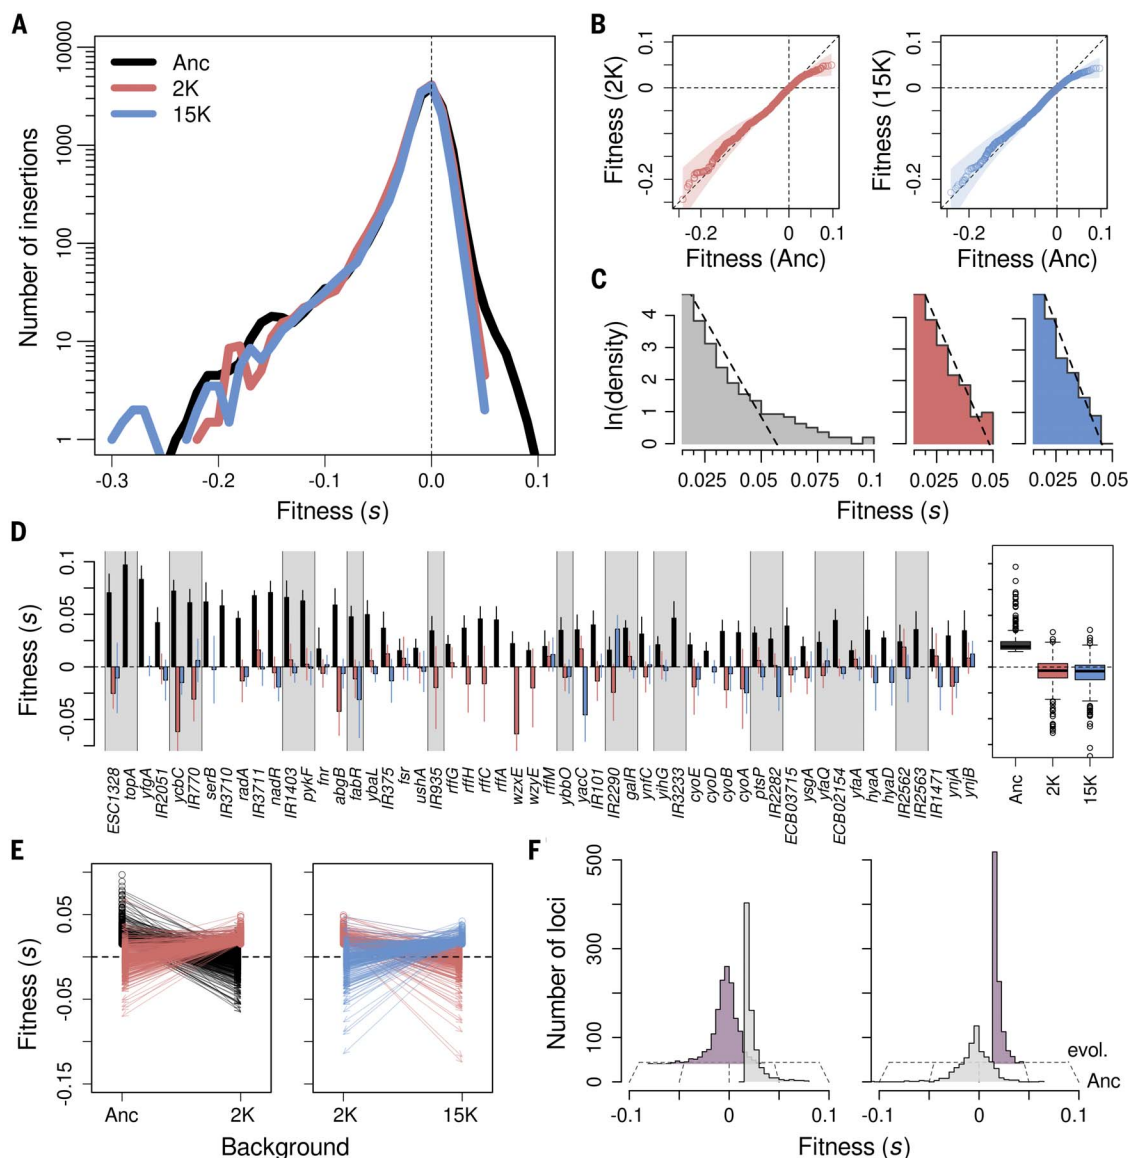 A
Number of insertions
10000
1000
100
10
1
Anc
2K
15K
-0.3
-0.2
-0.1
0.0
0.1
Fitness (s)
B
Fitness (2K)
0.1
0
-0.2
-0.2
0
0.1
Fitness (Anc)
Fitness (15K)
0.1
0
-0.2
-0.2
0
0.1
Fitness (Anc)
C
ln(density)
4
3
2
1
0
0.025
0.05
0.075
0.1
0.025
0.05
0.025
0.05
Fitness (s)
D
Fitness (s)
0.1
0.05
0
-0.05
ESC1328
topA
yfgA
IR2051
ycbC
IR770
serB
IR3710
radA
IR3711
nadR
IR1403
pykF
fnr
abgB
fabR
ybaL
IR375
fsr
ushA
IR935
rffG
rffH
rffC
rffA
wzxE
wzyE
rffM
ybbO
yacC
IR101
IR2290
galR
ynfC
yihG
IR3233
cyoE
cyoD
cyoB
cyoA
ptsP
IR2282
ECB03715
ysgA
yfaQ
ECB02154
yfaA
hyaA
hyaD
IR2562
IR2563
IR1471
ynjA
ynjB
Anc
2K
15K
E
Fitness (s)
0.05
-0.05
-0.15
Anc
2K
2K
15K
Background
F
Number of loci
500
300
100
0
-0.1
0
0.1
-0.1
0
0.1
evol.
Anc
Fitness (s)